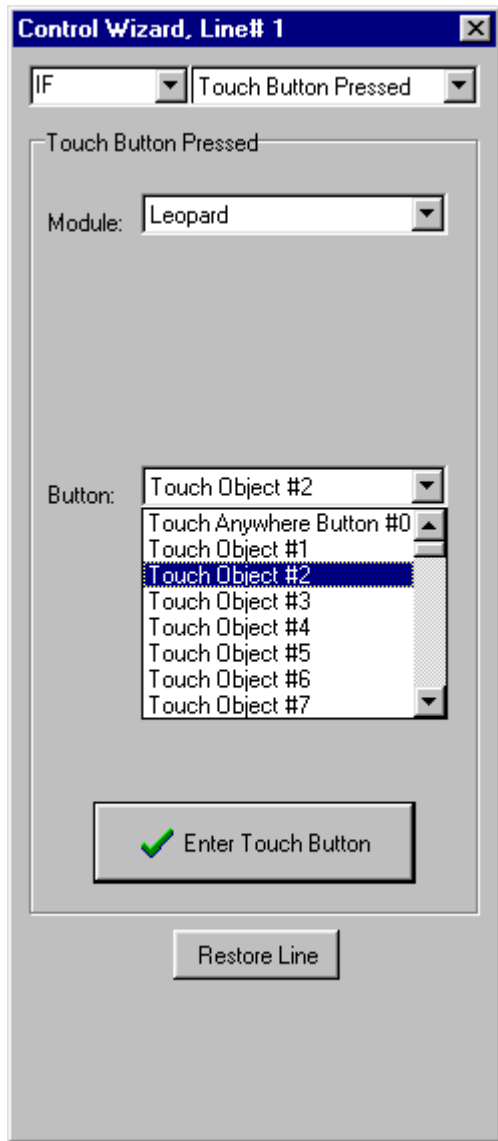 Control Wizard, Line# 1
IF
Touch Button Pressed
Touch Button Pressed
Module:
Leopard
Button:
Touch Object #2
Touch Anywhere Button #0
Touch Object #1
Touch Object #2
Touch Object #3
Touch Object #4
Touch Object #5
Touch Object #6
Touch Object #7
Enter Touch Button
Restore Line